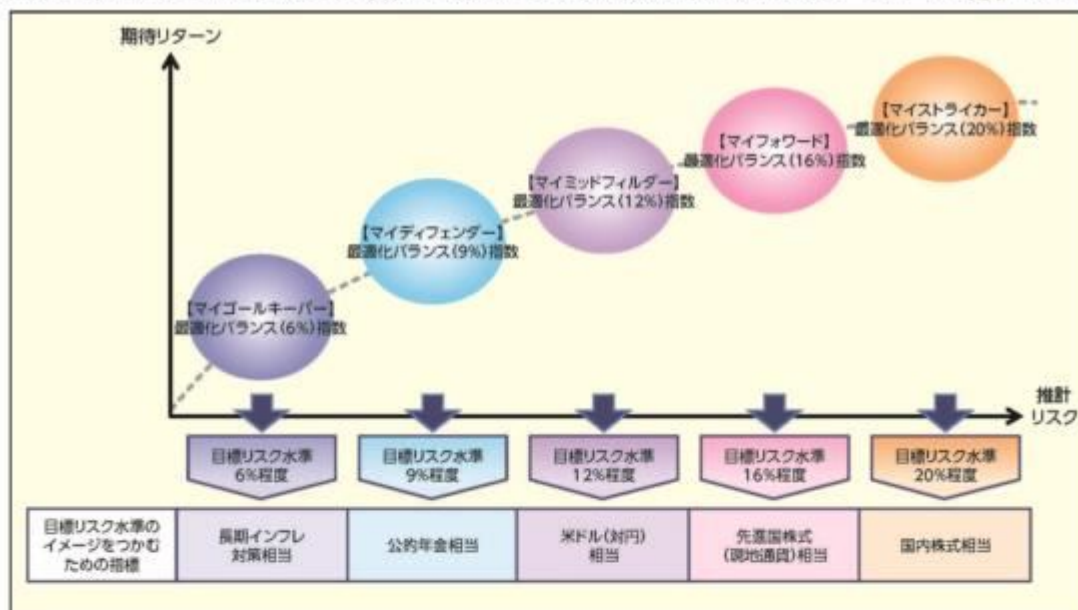 期待リターン
【マイストライカー】
最適化バランス(20%)指数
【マイフォワード】
最適化バランス(16%)指数
【マイミッドフィルダー】
最適化バランス(12%)指数
【マイディフェンダー】
最適化バランス(9%)指数
【マイゴールキーパー】
最適化バランス(6%)指数
推計
リスク
目標リスク水準
6%程度
目標リスク水準
9%程度
目標リスク水準
12%程度
目標リスク水準
16%程度
目標リスク水準
20%程度
目標リスク水準の
イメージをつかむ
ための指標
長期インフレ
対策相当
公的年金相当
米ドル(対円)
相当
先進国株式
(現地通貨)相当
国内株式相当